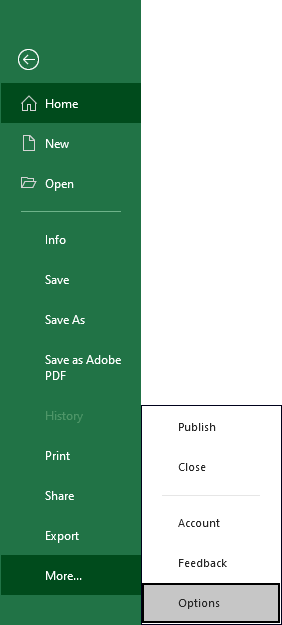 Home
New
Open
Info
Save
Save As
Save as Adobe
PDF
History
Print
Share
Export
More...
Publish
Close
Account
Feedback
Options